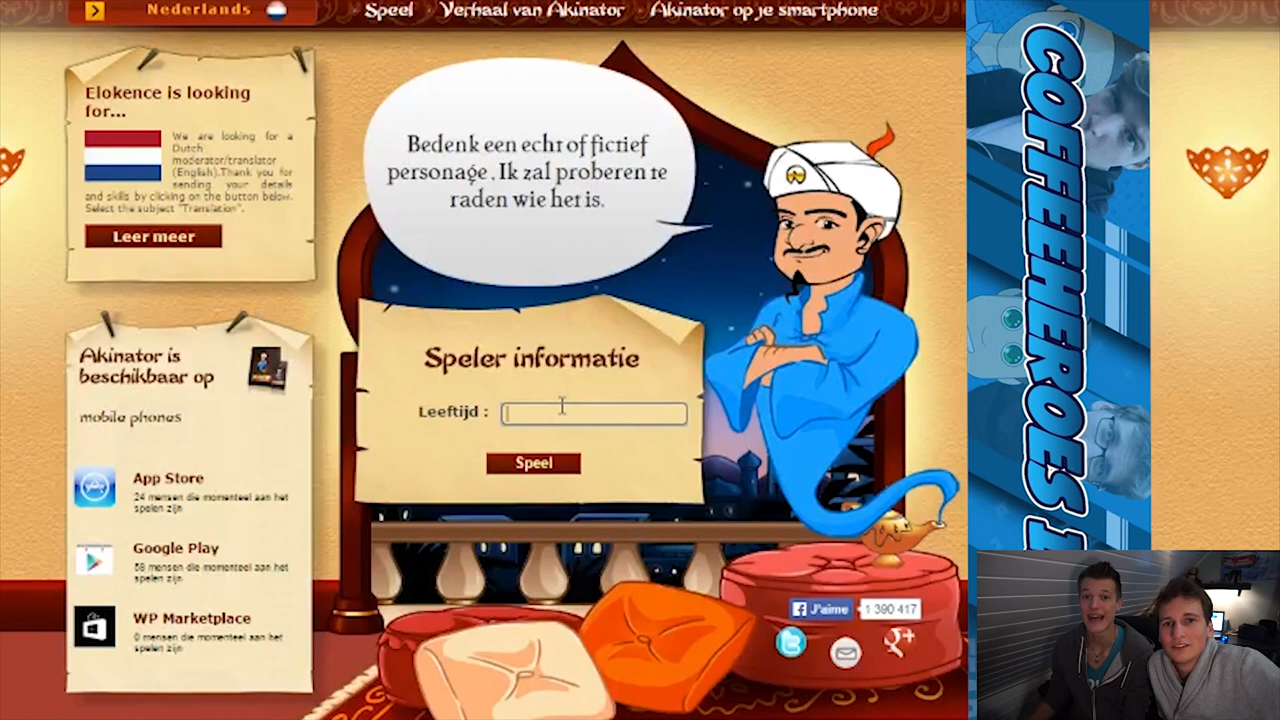 Nederlands
Speel
Verhaal van Akinator
Akinator op je smartphone
Elokence is looking
for...
We are looking for a
Dutch
moderator/translator
(English).Thank you for
sending your details
and skills by clicking on the button below.
Select the subject "Translation".
Leer meer
Akinator is
beschikbaar op
mobile phones
App Store
24 mensen die momenteel aan het
spelen zijn
Google Play
58 mensen die momenteel aan het
spelen zijn
WP Marketplace
0 mensen die momenteel aan het
spelen zijn
Bedenk een echt of fictief
personage. Ik zal proberen te
raden wie het is.
Speler informatie
Leeftijd :
Speel
J'aime
1 390 417
COFFEEHEROES